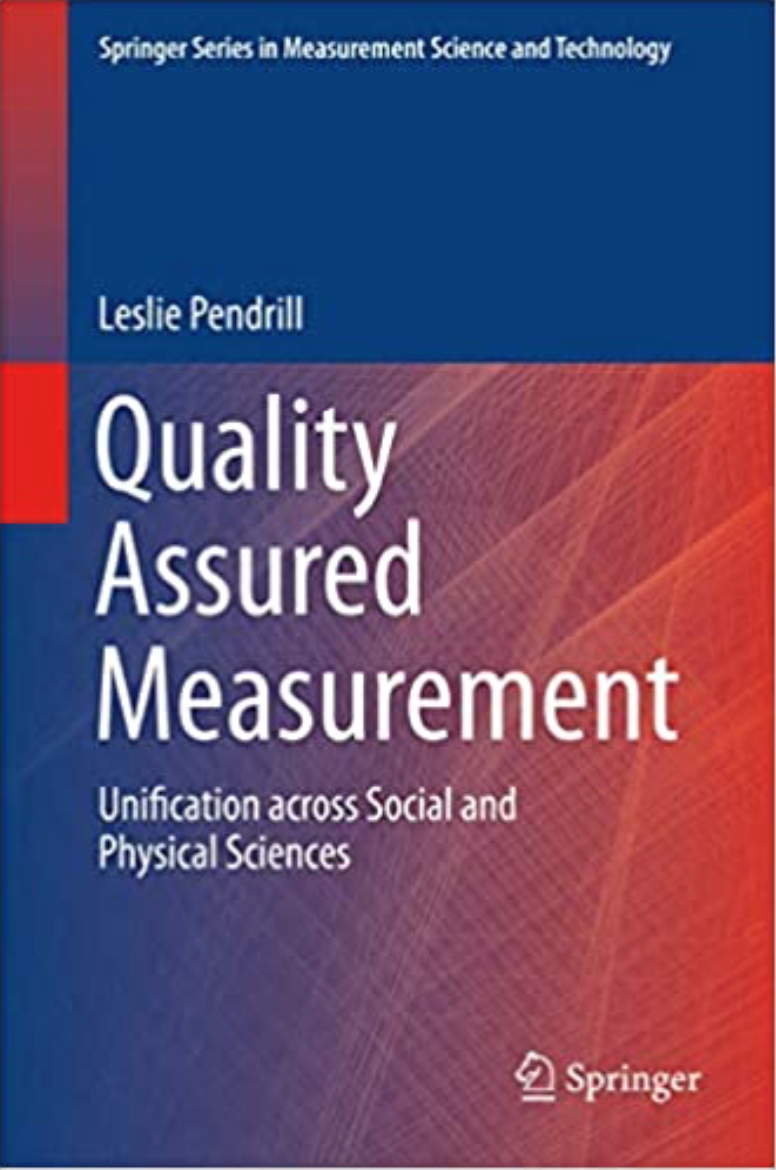 Springer Series in Measurement Science and Technology
Leslie Pendrill
Quality
Assured
Measurement
Unification across Social and
Physical Sciences
Springer